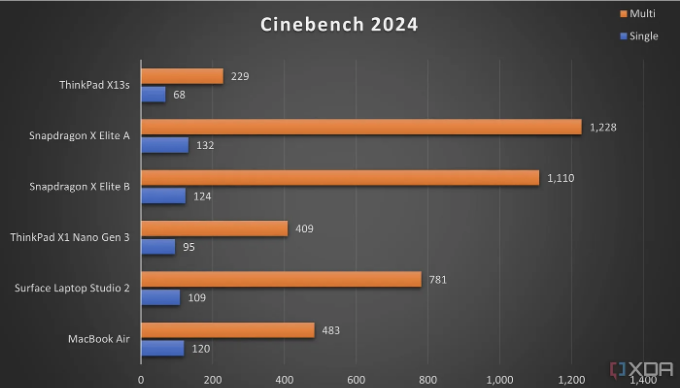 Cinebench 2024
Multi
Single
ThinkPad X13s
229
68
Snapdragon X Elite A
1,228
132
Snapdragon X Elite B
1,110
124
ThinkPad X1 Nano Gen 3
409
95
Surface Laptop Studio 2
781
109
MacBook Air
483
120
0 200 400 600 800 1,000 1,200 1,400
XDA